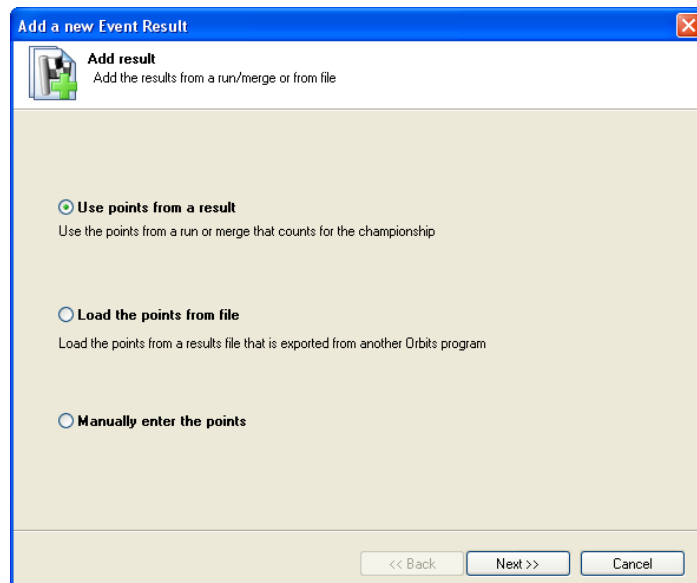 Add a new Event Result
Add result
Add the results from a run/merge or from file
Use points from a result
Use the points from a run or merge that counts for the championship
Load the points from file
Load the points from a results file that is exported from another Orbits program
Manually enter the points
<< Back
Next >>
Cancel